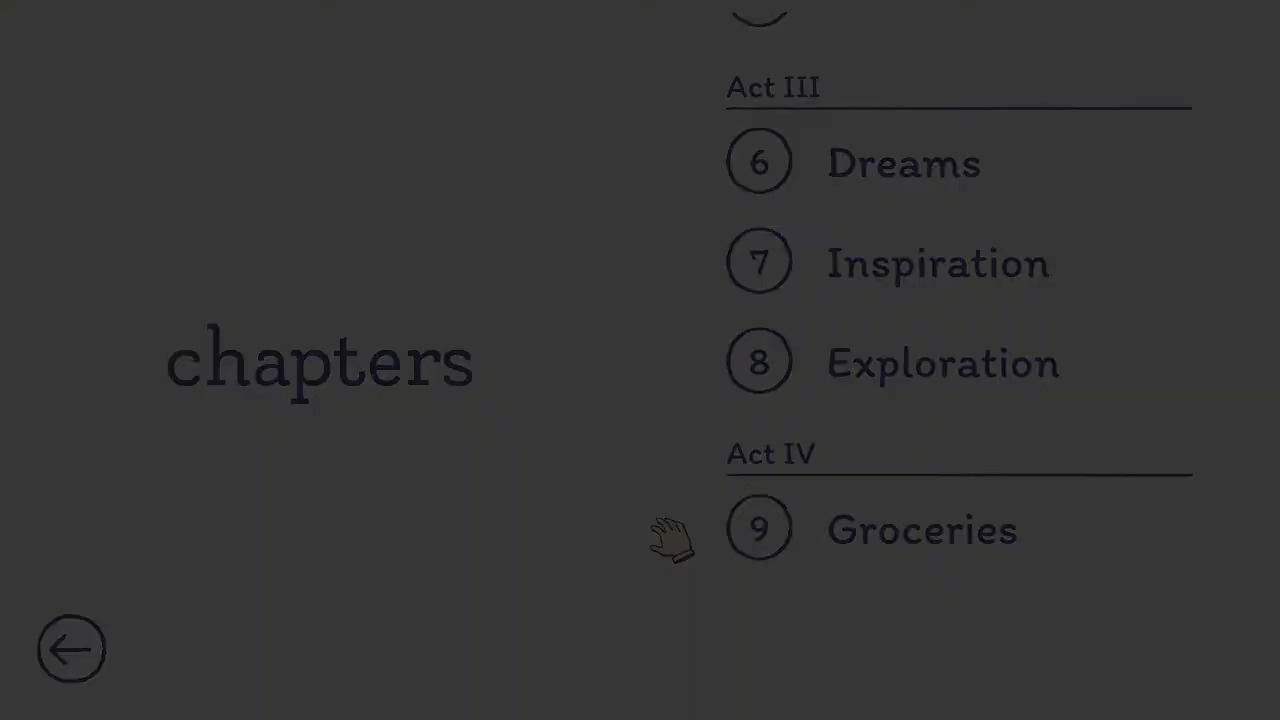 chapters
Act III
6 Dreams
7 Inspiration
8 Exploration
Act IV
9 Groceries